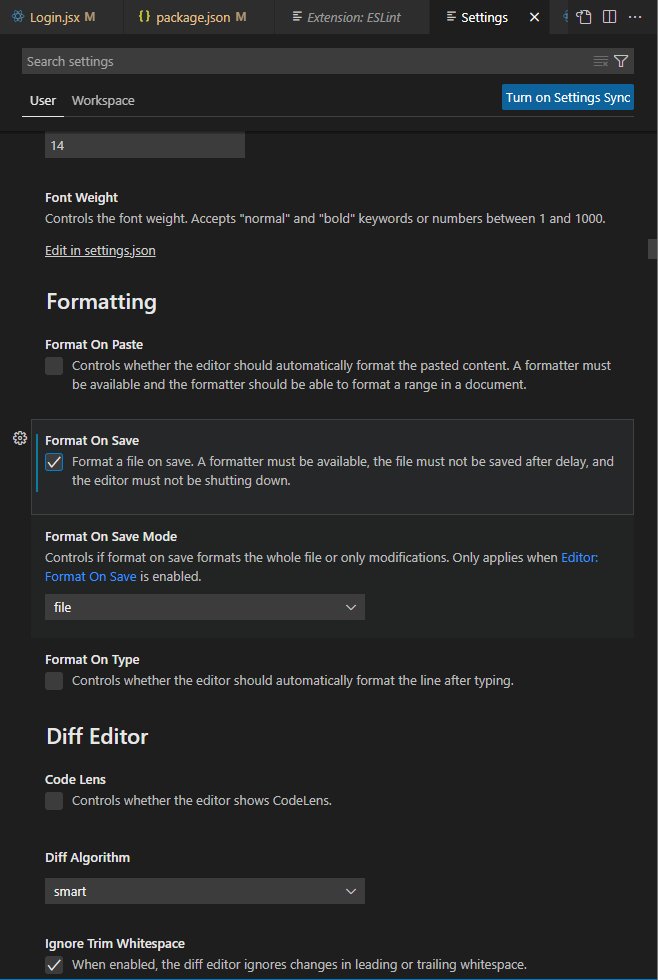 Login.jsx M {} package.json M Extension: ESLint Settings
Search settings
User Workspace Turn on Settings Sync
14
Font Weight
Controls the font weight. Accepts "normal" and "bold" keywords or numbers between 1 and 1000.
Edit in settings.json
Formatting
Format On Paste
Controls whether the editor should automatically format the pasted content. A formatter must
be available and the formatter should be able to format a range in a document.
Format On Save
Format a file on save. A formatter must be available, the file must not be saved after delay, and
the editor must not be shutting down.
Format On Save Mode
Controls if format on save formats the whole file or only modifications. Only applies when Editor:
Format On Save is enabled.
file
Format On Type
Controls whether the editor should automatically format the line after typing.
Diff Editor
Code Lens
Controls whether the editor shows CodeLens.
Diff Algorithm
smart
Ignore Trim Whitespace
When enabled, the diff editor ignores changes in leading or trailing whitespace.